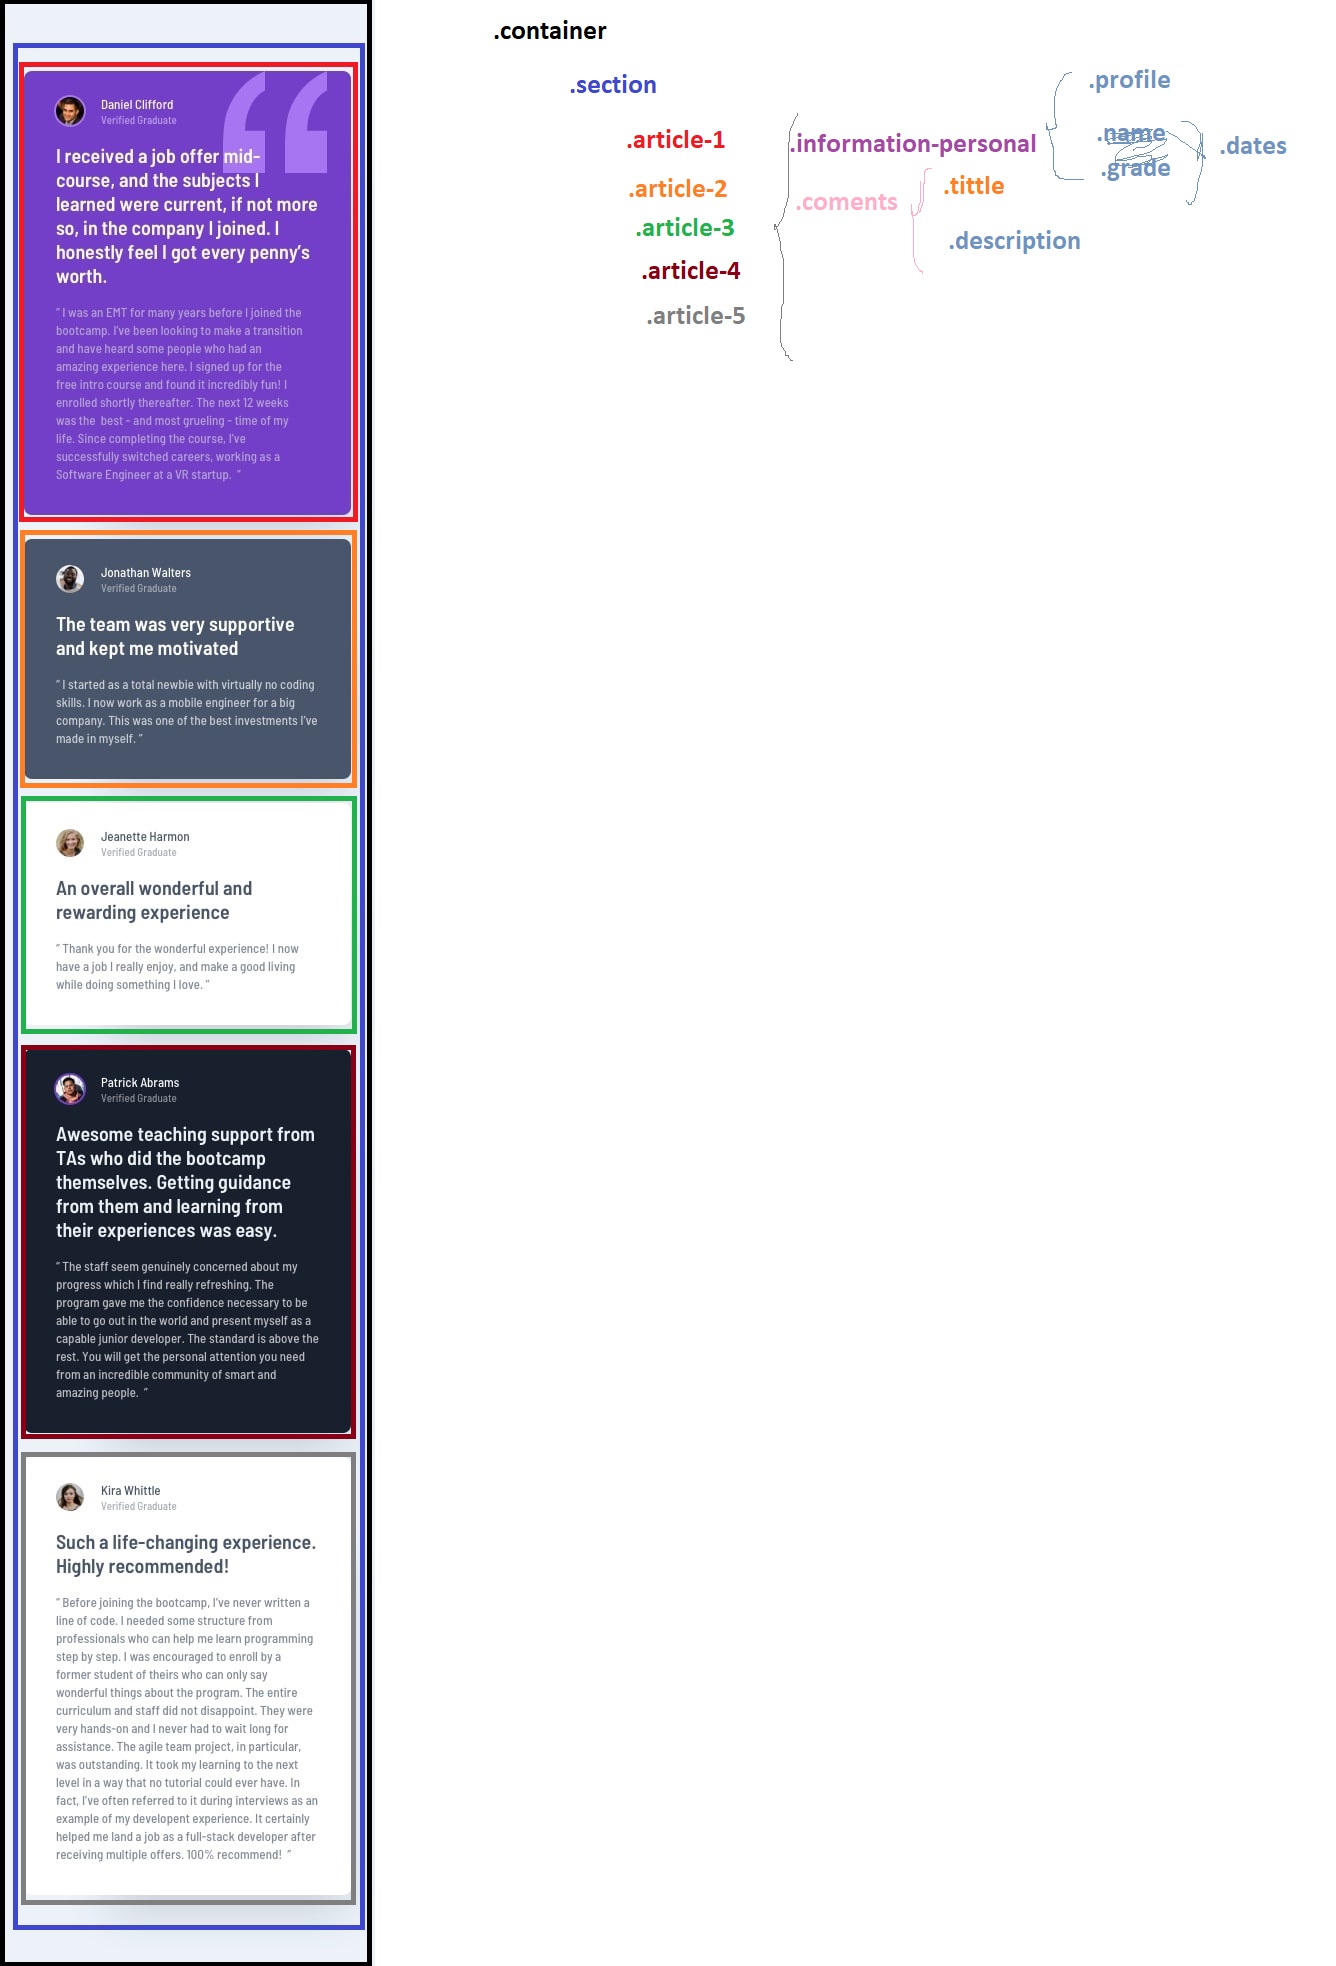 Daniel Clifford
Verified Graduate
I received a job offer mid-
course, and the subjects I
learned were current, if not more
so, in the company I joined. I
honestly feel I got every penny’s
worth.
“ I was an EMT for many years before I joined the
bootcamp. I’ve been looking to make a transition
and have heard some people who had an
amazing experience here. I signed up for the
free intro course and found it incredibly fun! I
enrolled shortly thereafter. The next 12 weeks
was the best - and most grueling - time of my
life. Since completing the course, I’ve
successfully switched careers, working as a
Software Engineer at a VR startup. ”
Jonathan Walters
Verified Graduate
The team was very supportive
and kept me motivated
“ I started as a total newbie with virtually no coding
skills. I now work as a mobile engineer for a big
company. This was one of the best investments I’ve
made in myself. ”
Jeanette Harmon
Verified Graduate
An overall wonderful and
rewarding experience
“ Thank you for the wonderful experience! I now
have a job I really enjoy, and make a good living
while doing something I love. ”
Patrick Abrams
Verified Graduate
Awesome teaching support from
TAs who did the bootcamp
themselves. Getting guidance
from them and learning from
their experiences was easy.
“ The staff seem genuinely concerned about my
progress which I find really refreshing. The
program gave me the confidence necessary to be
able to go out in the world and present myself as a
capable junior developer. The standard is above the
rest. You will get the personal attention you need
from an incredible community of smart and
amazing people. ”
Kira Whittle
Verified Graduate
Such a life-changing experience.
Highly recommended!
“ Before joining the bootcamp, I’ve never written a
line of code. I needed some structure from
professionals who can help me learn programming
step by step. I was encouraged to enroll by a
former student of theirs who can only say
wonderful things about the program. The entire
curriculum and staff did not disappoint. They were
very hands-on and I never had to wait long for
assistance. The agile team project, in particular,
was outstanding. It took my learning to the next
level in a way that no tutorial could ever have. In
fact, I’ve often referred to it during interviews as an
example of my developent experience. It certainly
helped me land a job as a full-stack developer after
receiving multiple offers. 100% recommend! ”
.container
.section
.article-1
.article-2
.article-3
.article-4
.article-5
.information-personal
.coments
.tittle
.description
.profile
.name
.grade
.dates